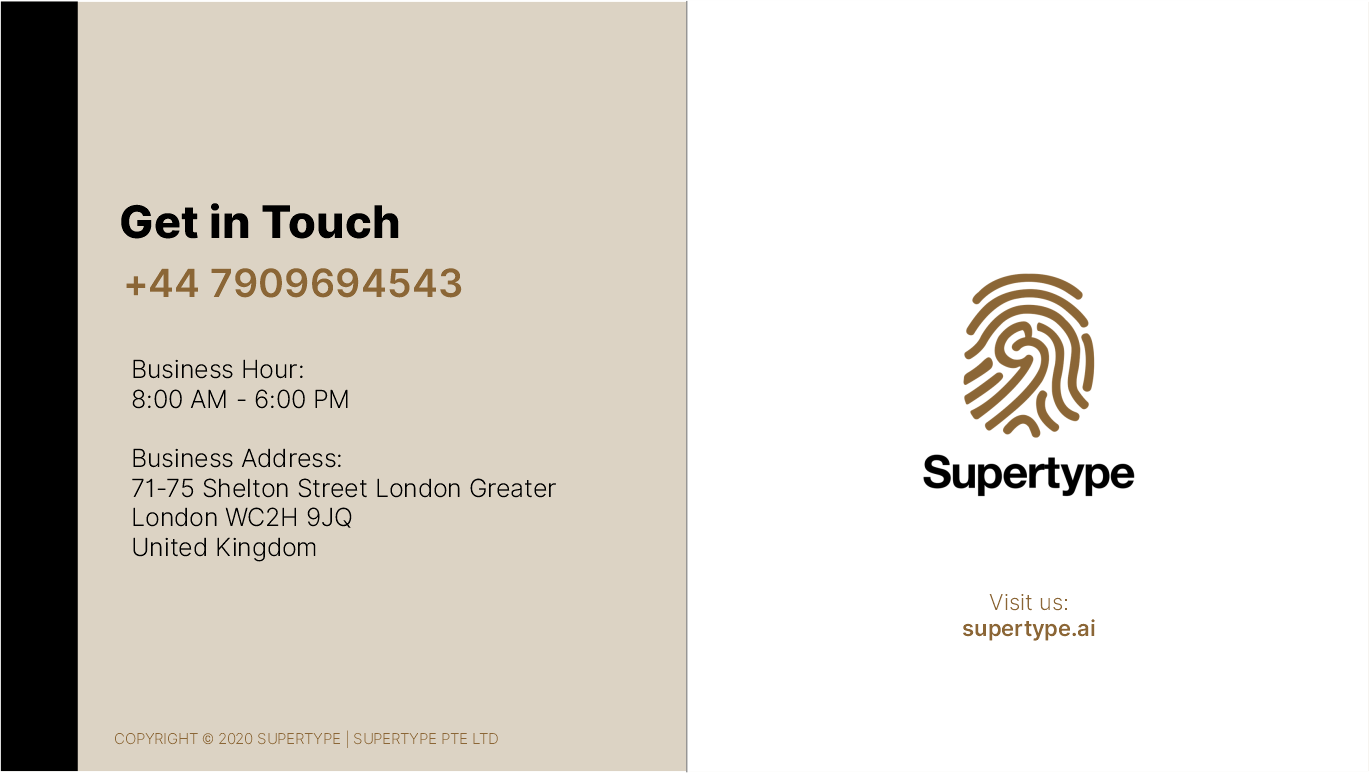 Get in Touch
+44 7909694543
Business Hour:
8:00 AM - 6:00 PM
Business Address:
71-75 Shelton Street London Greater
London WC2H 9JQ
United Kingdom
COPYRIGHT © 2020 SUPERTYPE | SUPERTYPE PTE LTD
Supertype
Visit us:
supertype.ai